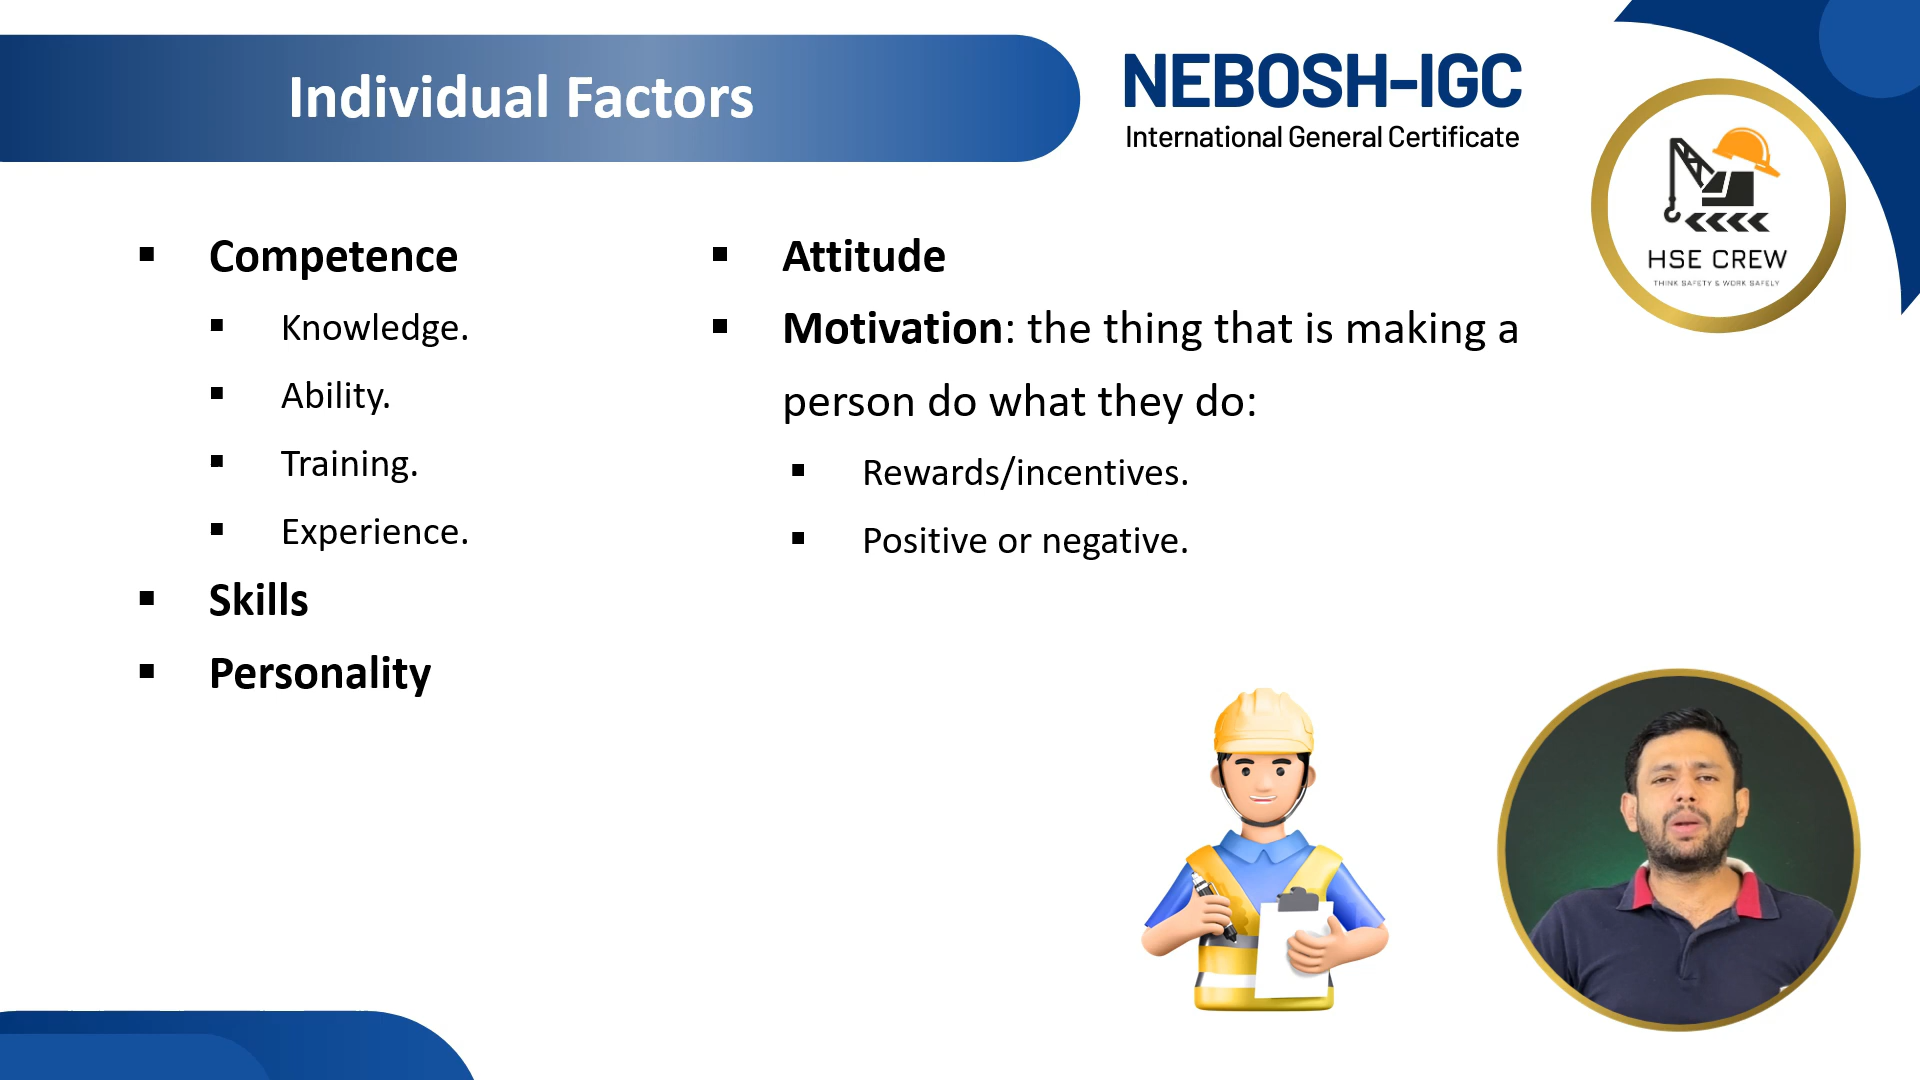 Individual Factors
NEBOSH-IGC
International General Certificate
HSE CREW
THINK SAFETY & WORK SAFELY
▪ Competence
▪ Knowledge.
▪ Ability.
▪ Training.
▪ Experience.
▪ Skills
▪ Personality
▪ Attitude
▪ Motivation: the thing that is making a
person do what they do:
▪ Rewards/incentives.
▪ Positive or negative.